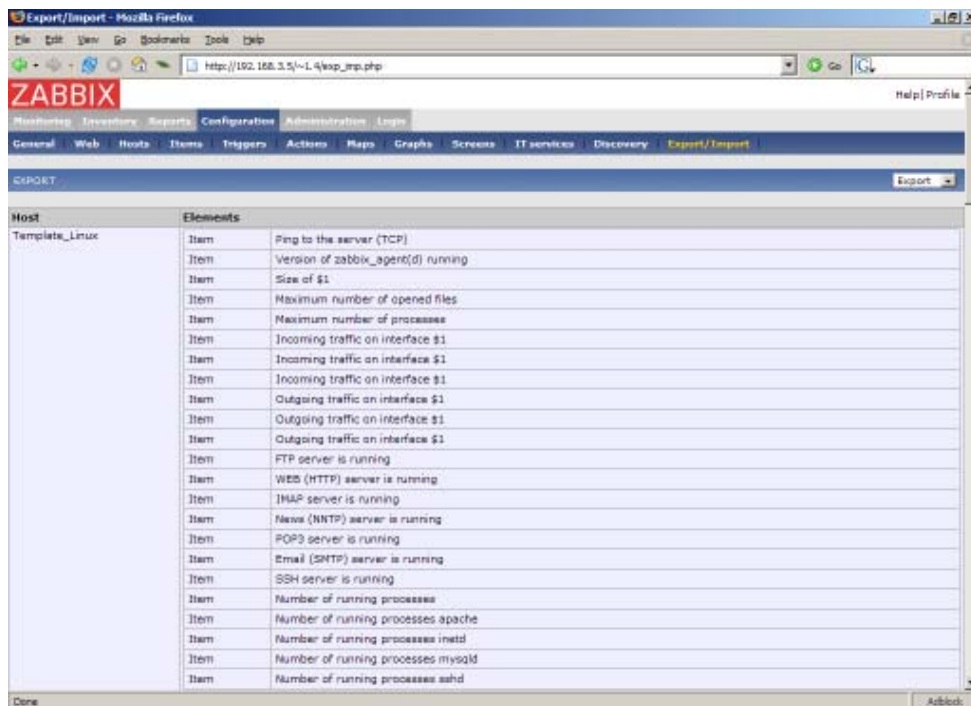 Export/Import - Mozilla Firefox
File Edit View Go Bookmarks Tools Help
http://192.168.3.5/~1.4/exp_imp.php Go
ZABBIX
Help | Profile
Monitoring Inventory Reports Configuration Administration Login
General Web Hosts Items Triggers Actions Maps Graphs Screens IT services Discovery Export/Import
EXPORT Export
Host Elements
Template_Linux Item Ping to the server (TCP)
Item Version of zabbix_agent(d) running
Item Size of $1
Item Maximum number of opened files
Item Maximum number of processes
Item Incoming traffic on interface $1
Item Incoming traffic on interface $1
Item Incoming traffic on interface $1
Item Outgoing traffic on interface $1
Item Outgoing traffic on interface $1
Item Outgoing traffic on interface $1
Item FTP server is running
Item WEB (HTTP) server is running
Item IMAP server is running
Item News (NNTP) server is running
Item POP3 server is running
Item Email (SMTP) server is running
Item SSH server is running
Item Number of running processes
Item Number of running processes apache
Item Number of running processes inetd
Item Number of running processes mysqld
Item Number of running processes sshd
Done Adblock